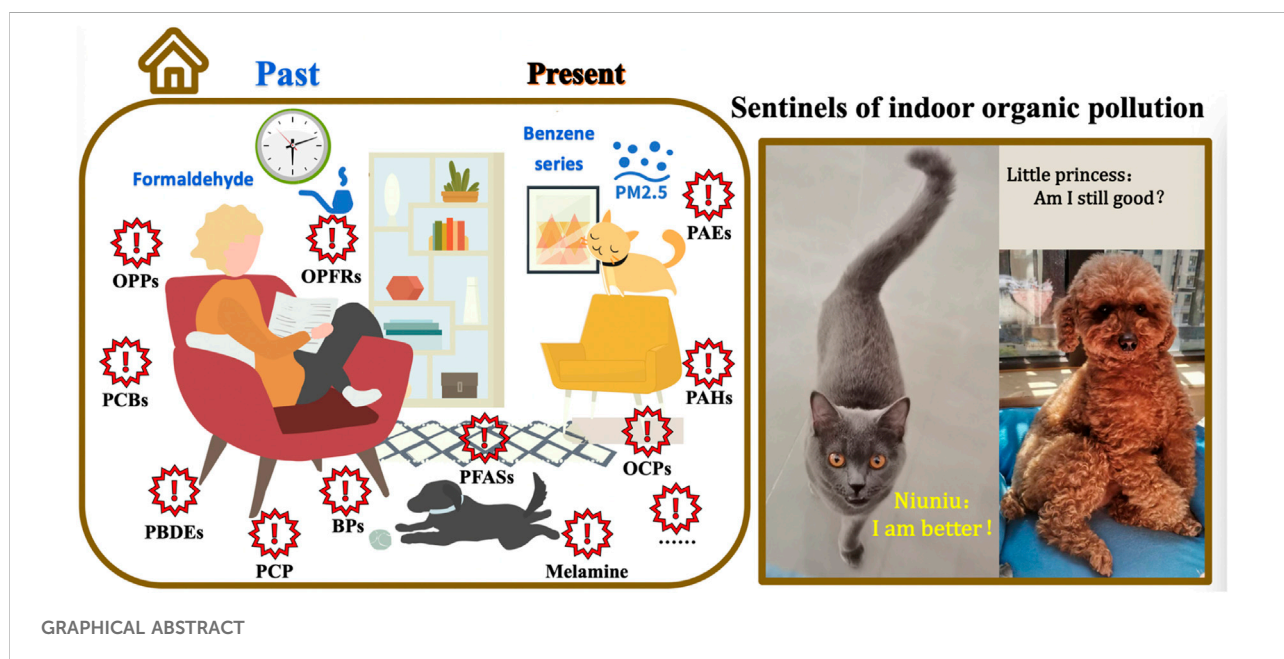 Past
Present
Sentinels of indoor organic pollution
Formaldehyde
Benzene
series
PM2.5
Little princess:
Am I still good?
OPPs
OPFRs
PAEs
PCBs
PAHs
PFASs
OCPs
PBDEs
BPs
PCP
Melamine
......
Niuniu:
I am better!
GRAPHICAL ABSTRACT